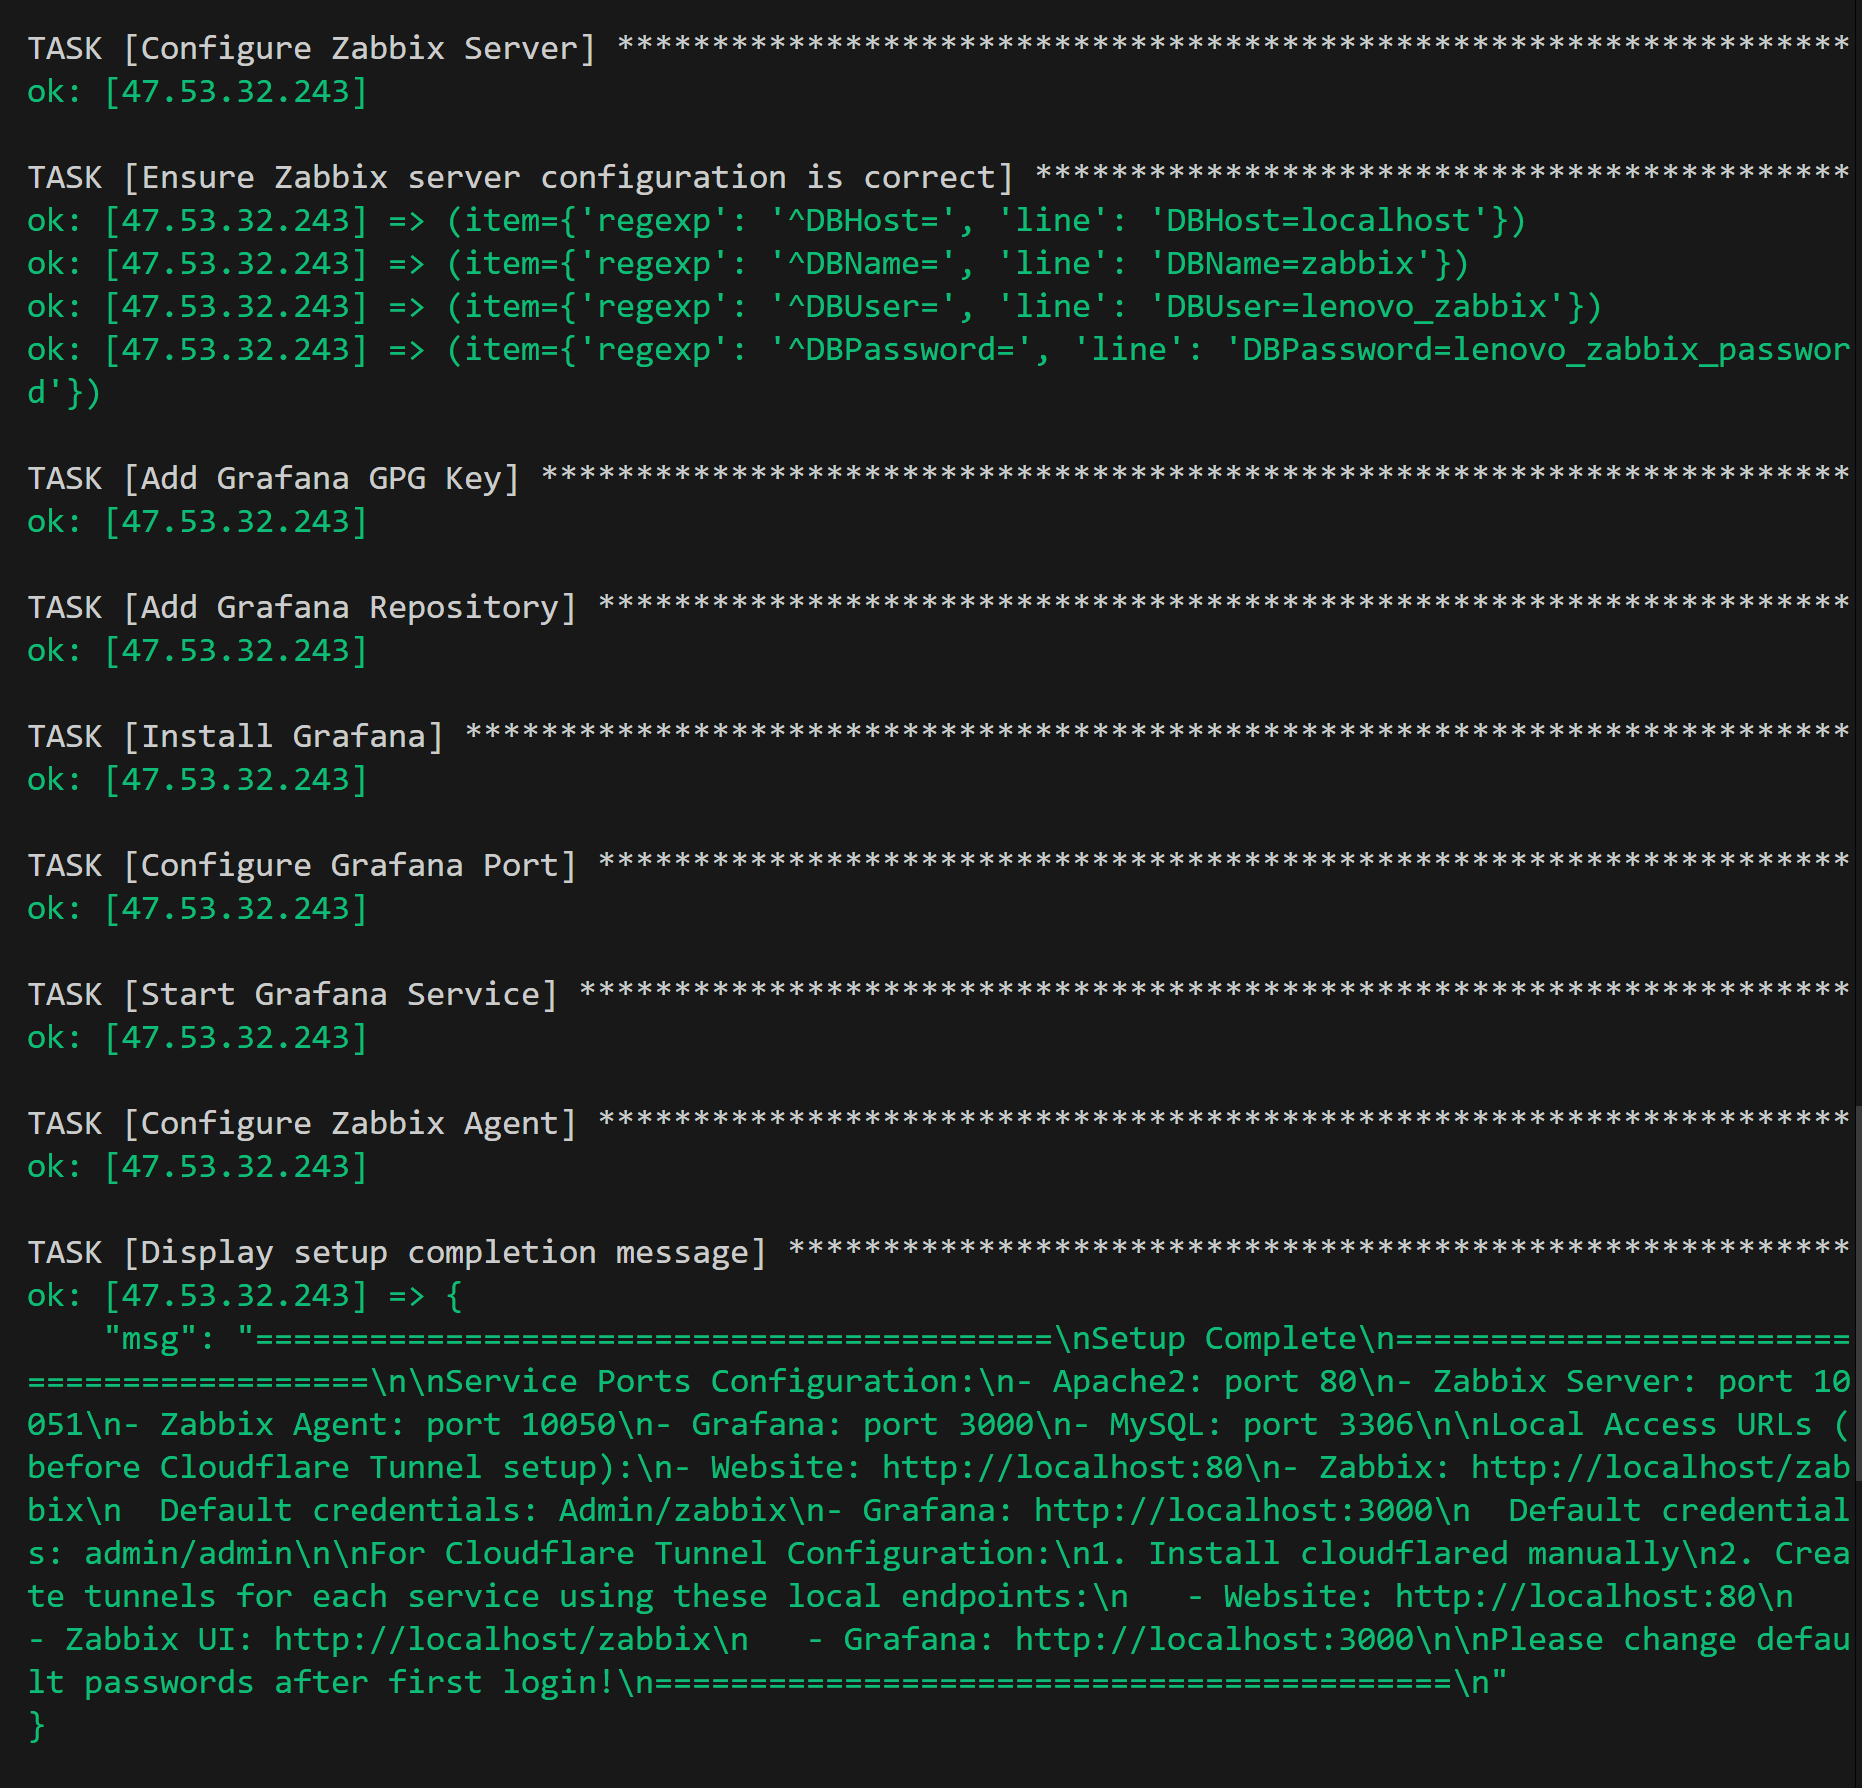 TASK [Configure Zabbix Server] *****************************************************************
ok: [47.53.32.243]
TASK [Ensure Zabbix server configuration is correct] *******************************************
ok: [47.53.32.243] => (item={'regexp': '^DBHost=', 'line': 'DBHost=localhost'})
ok: [47.53.32.243] => (item={'regexp': '^DBName=', 'line': 'DBName=zabbix'})
ok: [47.53.32.243] => (item={'regexp': '^DBUser=', 'line': 'DBUser=lenovo_zabbix'})
ok: [47.53.32.243] => (item={'regexp': '^DBPassword=', 'line': 'DBPassword=lenovo_zabbix_passwor
d'})
TASK [Add Grafana GPG Key] *********************************************************************
ok: [47.53.32.243]
TASK [Add Grafana Repository] ******************************************************************
ok: [47.53.32.243]
TASK [Install Grafana] *************************************************************************
ok: [47.53.32.243]
TASK [Configure Grafana Port] ******************************************************************
ok: [47.53.32.243]
TASK [Start Grafana Service] *******************************************************************
ok: [47.53.32.243]
TASK [Configure Zabbix Agent] ******************************************************************
ok: [47.53.32.243]
TASK [Display setup completion message] ********************************************************
ok: [47.53.32.243] => {
    "msg": "==========================================\nSetup Complete\n========================
==================\n\nService Ports Configuration:\n- Apache2: port 80\n- Zabbix Server: port 10
051\n- Zabbix Agent: port 10050\n- Grafana: port 3000\n- MySQL: port 3306\n\nLocal Access URLs (
before Cloudflare Tunnel setup):\n- Website: http://localhost:80\n- Zabbix: http://localhost/zab
bix\n  Default credentials: Admin/zabbix\n- Grafana: http://localhost:3000\n  Default credential
s: admin/admin\n\nFor Cloudflare Tunnel Configuration:\n1. Install cloudflared manually\n2. Crea
te tunnels for each service using these local endpoints:\n   - Website: http://localhost:80\n
- Zabbix UI: http://localhost/zabbix\n   - Grafana: http://localhost:3000\n\nPlease change defau
lt passwords after first login!\n==========================================\n"
}